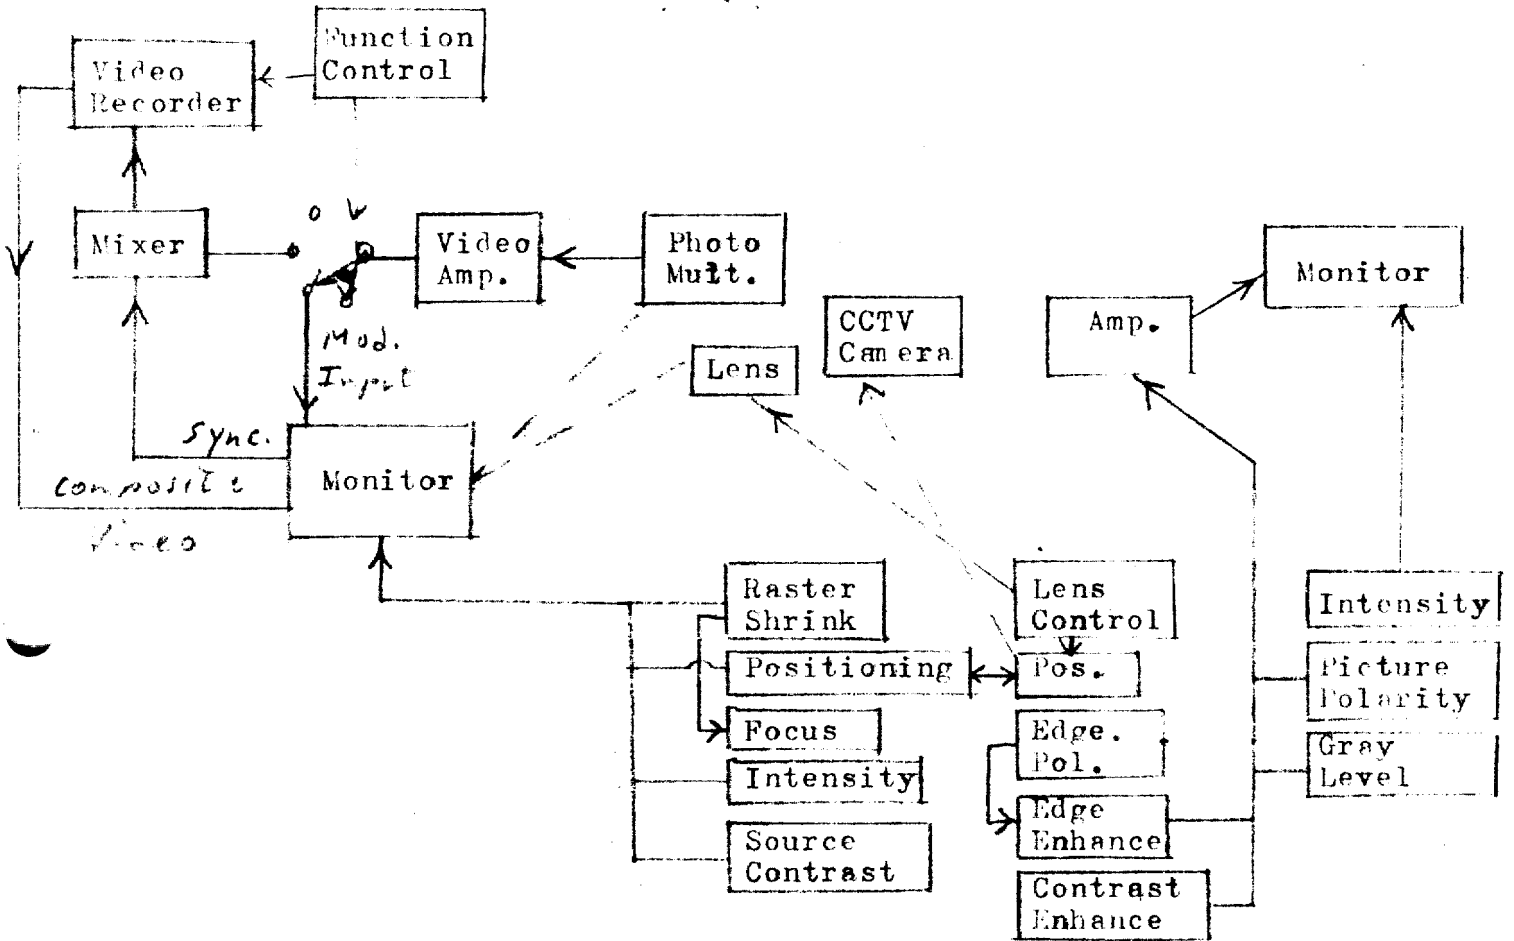 Function
Control
Video
Recorder
Mixer
Video
Amp.
Photo
Mult.
Monitor
CCTV
Camera
Amp.
Lens
Mod.
Input
Sync.
Monitor
Composite
Video
Raster
Shrink
Lens
Control
Intensity
Positioning
Pos.
Picture
Polarity
Focus
Edge.
Pol.
Gray
Level
Intensity
Edge
Enhance
Source
Contrast
Contrast
Enhance